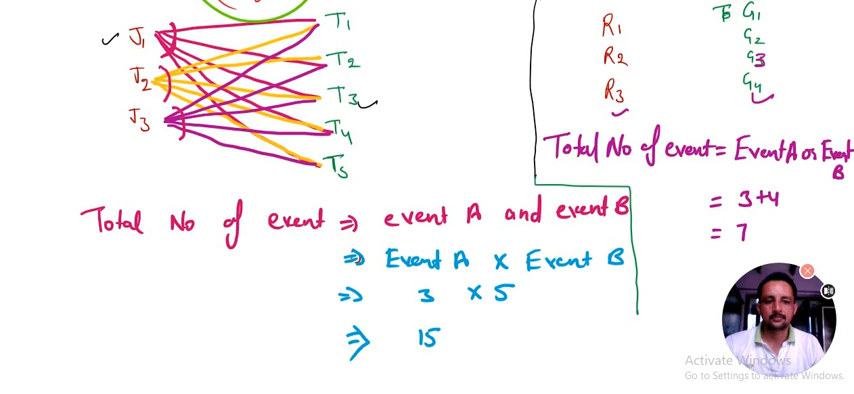 J1
J2
J3
T1
T2
T3
T4
T5
R1
R2
R3
G1
G2
G3
G4
Total No of event = Event A or Event B
= 3+4
= 7
Total No of event ⇒ event A and event B
⇒ Event A x Event B
⇒ 3 x 5
⇒ 15
Activate Windows
Go to Settings to activate Windows.